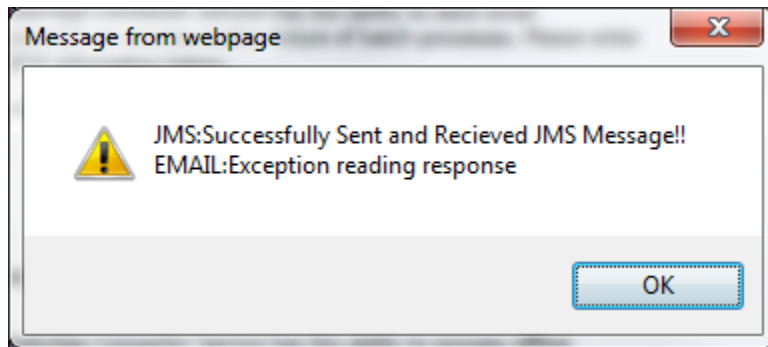 Message from webpage
JMS:Successfully Sent and Recieved JMS Message!!
EMAIL:Exception reading response
OK